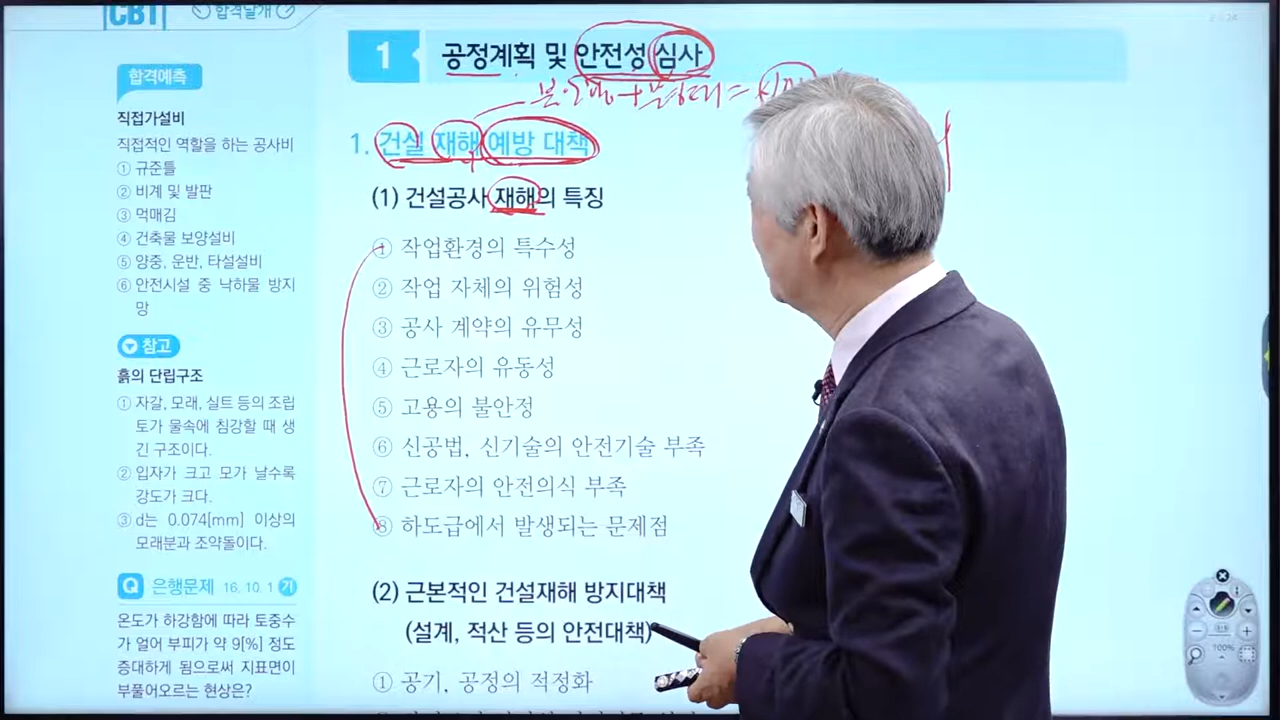 CBT 합격날개
합격예측
직접가설비
직접적인 역할을 하는 공사비
① 규준틀
② 비계 및 발판
③ 먹매김
④ 건축물 보양설비
⑤ 양중, 운반, 타설설비
⑥ 안전시설 중 낙하물 방지
망
참고
흙의 단립구조
① 자갈, 모래, 실트 등의 조립
토가 물속에 침강할 때 생
긴 구조이다.
② 입자가 크고 모가 날수록
강도가 크다.
③ d는 0.074[mm] 이상의
모래분과 조약돌이다.
Q 은행문제 16. 10. 1 기
온도가 하강함에 따라 토중수
가 얼어 부피가 약 9[%] 정도
증대하게 됨으로써 지표면이
부풀어오르는 현상은?
1 공정계획 및 안전성 심사
1. 건설 재해 예방 대책
(1) 건설공사 재해의 특징
① 작업환경의 특수성
② 작업 자체의 위험성
③ 공사 계약의 유무성
④ 근로자의 유동성
⑤ 고용의 불안정
⑥ 신공법, 신기술의 안전기술 부족
⑦ 근로자의 안전의식 부족
⑧ 하도급에서 발생되는 문제점
(2) 근본적인 건설재해 방지대책
(설계, 적산 등의 안전대책)
① 공기, 공정의 적정화
100%